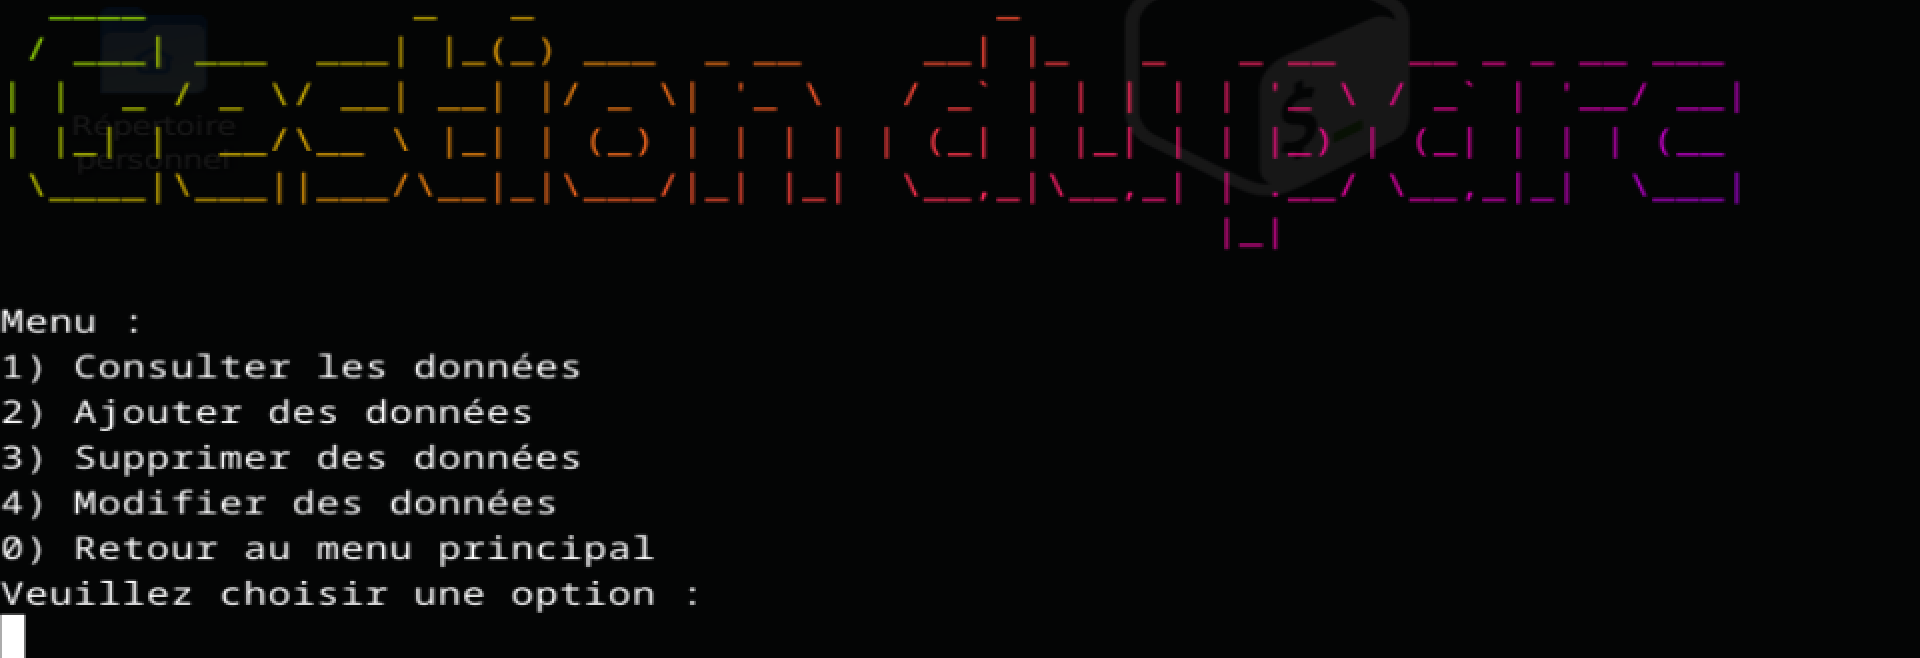 Gestion du parc
Répertoire
personnel
Menu :
1) Consulter les données
2) Ajouter des données
3) Supprimer des données
4) Modifier des données
0) Retour au menu principal
Veuillez choisir une option :